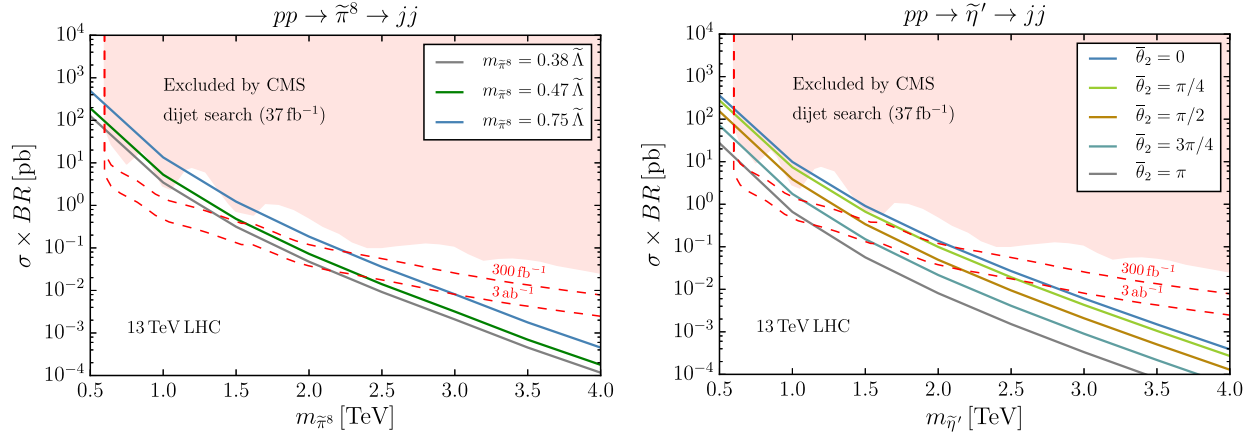 pp → π̃⁸ → jj
σ × BR [pb]
10⁴
10³
10²
10¹
10⁰
10⁻¹
10⁻²
10⁻³
10⁻⁴
Excluded by CMS
dijet search (37 fb⁻¹)
m_π̃⁸ = 0.38 Λ̃
m_π̃⁸ = 0.47 Λ̃
m_π̃⁸ = 0.75 Λ̃
300 fb⁻¹
3 ab⁻¹
13 TeV LHC
0.5 1.0 1.5 2.0 2.5 3.0 3.5 4.0
m_π̃⁸ [TeV]
pp → η̃′ → jj
σ × BR [pb]
10⁴
10³
10²
10¹
10⁰
10⁻¹
10⁻²
10⁻³
10⁻⁴
Excluded by CMS
dijet search (37 fb⁻¹)
θ̅₂ = 0
θ̅₂ = π/4
θ̅₂ = π/2
θ̅₂ = 3π/4
θ̅₂ = π
300 fb⁻¹
3 ab⁻¹
13 TeV LHC
0.5 1.0 1.5 2.0 2.5 3.0 3.5 4.0
m_η̃′ [TeV]